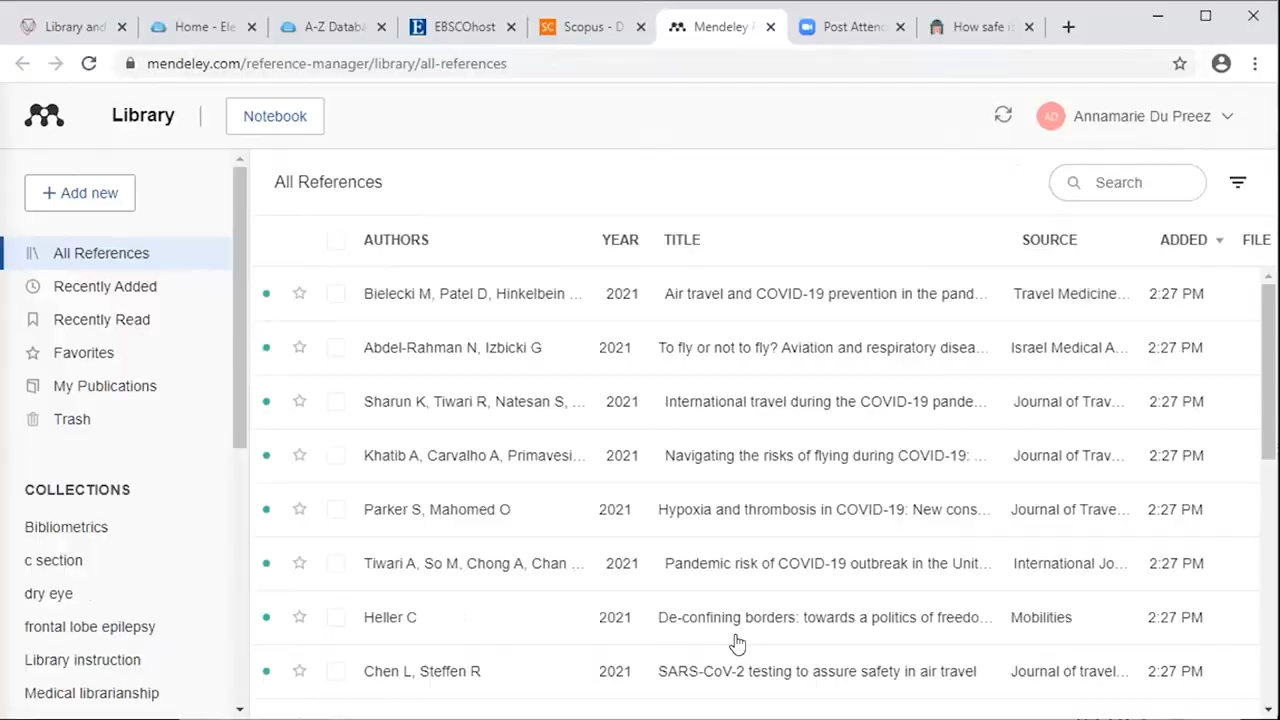 Library and
Home - Ele
A-Z Datab
EBSCOhost
SC Scopus - D
Mendeley
Post Attend
How safe i
mendeley.com/reference-manager/library/all-references
Library | Notebook
AD Annamarie Du Preez
+ Add new
All References
Recently Added
Recently Read
Favorites
My Publications
Trash
COLLECTIONS
Bibliometrics
c section
dry eye
frontal lobe epilepsy
Library instruction
Medical librarianship
All References
Search
AUTHORS YEAR TITLE SOURCE ADDED FILE
Bielecki M, Patel D, Hinkelbein ... 2021 Air travel and COVID-19 prevention in the pand... Travel Medicine... 2:27 PM
Abdel-Rahman N, Izbicki G 2021 To fly or not to fly? Aviation and respiratory disea... Israel Medical A... 2:27 PM
Sharun K, Tiwari R, Natesan S, ... 2021 International travel during the COVID-19 pande... Journal of Trav... 2:27 PM
Khatib A, Carvalho A, Primavesi... 2021 Navigating the risks of flying during COVID-19: ... Journal of Trav... 2:27 PM
Parker S, Mahomed O 2021 Hypoxia and thrombosis in COVID-19: New cons... Journal of Trave... 2:27 PM
Tiwari A, So M, Chong A, Chan ... 2021 Pandemic risk of COVID-19 outbreak in the Unit... International Jo... 2:27 PM
Heller C 2021 De-confining borders: towards a politics of freedo... Mobilities 2:27 PM
Chen L, Steffen R 2021 SARS-CoV-2 testing to assure safety in air travel Journal of travel... 2:27 PM